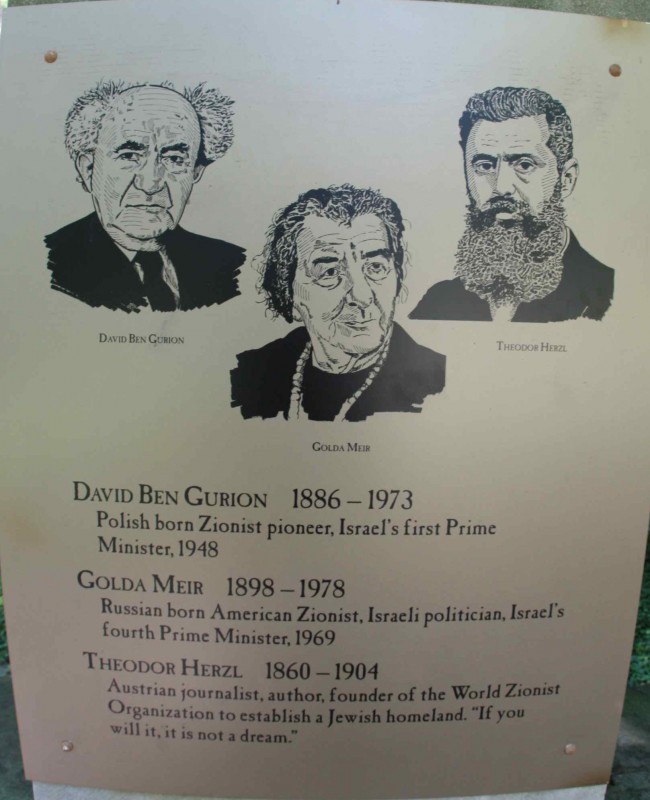 DAVID BEN GURION
THEODOR HERZL
GOLDA MEIR
DAVID BEN GURION 1886 – 1973
Polish born Zionist pioneer, Israel's first Prime
Minister, 1948
GOLDA MEIR 1898 – 1978
Russian born American Zionist, Israeli politician, Israel's
fourth Prime Minister, 1969
THEODOR HERZL 1860 – 1904
Austrian journalist, author, founder of the World Zionist
Organization to establish a Jewish homeland. "If you
will it, it is not a dream."